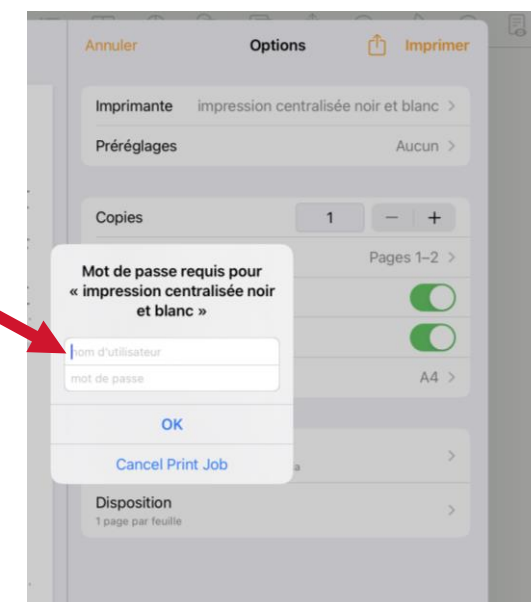 Annuler Options Imprimer
Imprimante impression centralisée noir et blanc >
Préréglages Aucun >
Copies 1 − +
Pages 1–2 >
Mot de passe requis pour
« impression centralisée noir
et blanc »
nom d'utilisateur
mot de passe
A4 >
OK
Cancel Print Job
a >
Disposition >
1 page par feuille